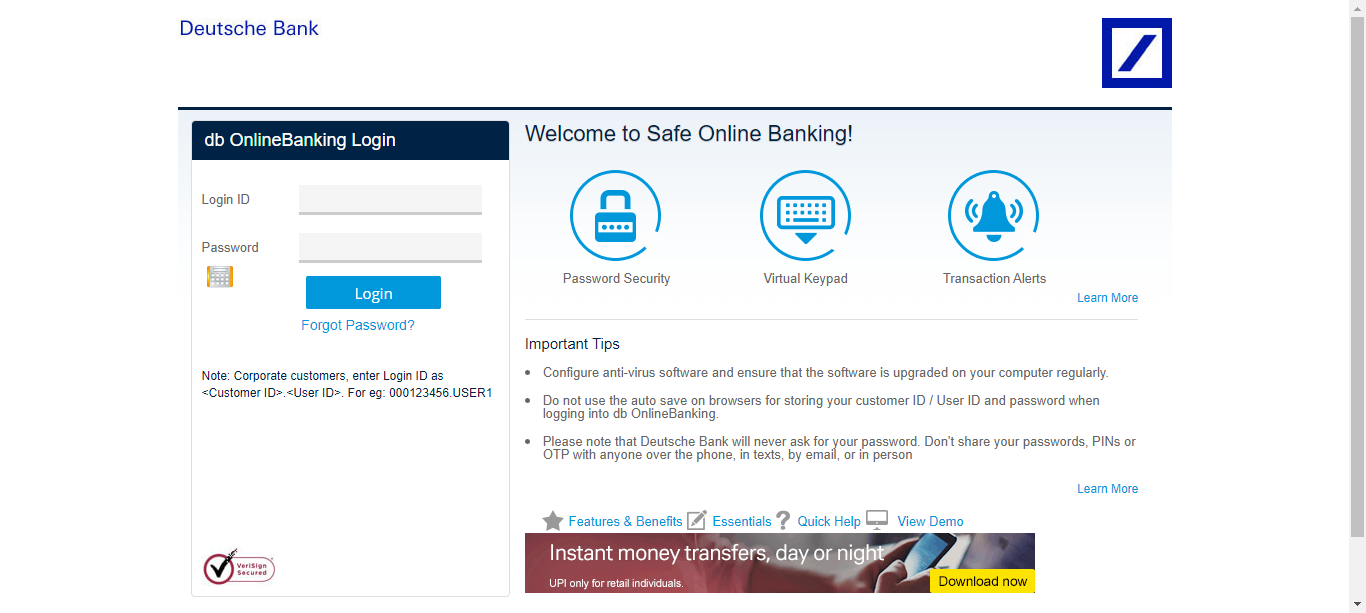 Deutsche Bank
db OnlineBanking Login
Login ID
Password
Login
Forgot Password?
Note: Corporate customers, enter Login ID as
<Customer ID>.<User ID>. For eg: 000123456.USER1
VeriSign
Secured
Welcome to Safe Online Banking!
Password Security
Virtual Keypad
Transaction Alerts
Learn More
Important Tips
Configure anti-virus software and ensure that the software is upgraded on your computer regularly.
Do not use the auto save on browsers for storing your customer ID / User ID and password when
logging into db OnlineBanking.
Please note that Deutsche Bank will never ask for your password. Don't share your passwords, PINs or
OTP with anyone over the phone, in texts, by email, or in person
Learn More
Features & Benefits Essentials Quick Help View Demo
Instant money transfers, day or night
UPI only for retail individuals.
Download now